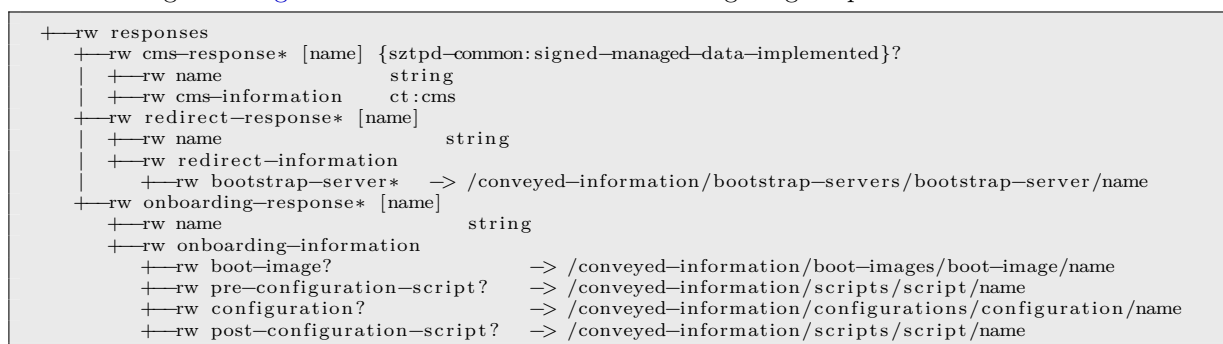 +--rw responses
   +--rw cms-response* [name] {sztpd-common:signed-managed-data-implemented}?
   |  +--rw name               string
   |  +--rw cms-information    ct:cms
   +--rw redirect-response* [name]
   |  +--rw name                    string
   |  +--rw redirect-information
   |     +--rw bootstrap-server*   -> /conveyed-information/bootstrap-servers/bootstrap-server/name
   +--rw onboarding-response* [name]
      +--rw name                      string
      +--rw onboarding-information
         +--rw boot-image?                  -> /conveyed-information/boot-images/boot-image/name
         +--rw pre-configuration-script?    -> /conveyed-information/scripts/script/name
         +--rw configuration?               -> /conveyed-information/configurations/configuration/name
         +--rw post-configuration-script?   -> /conveyed-information/scripts/script/name